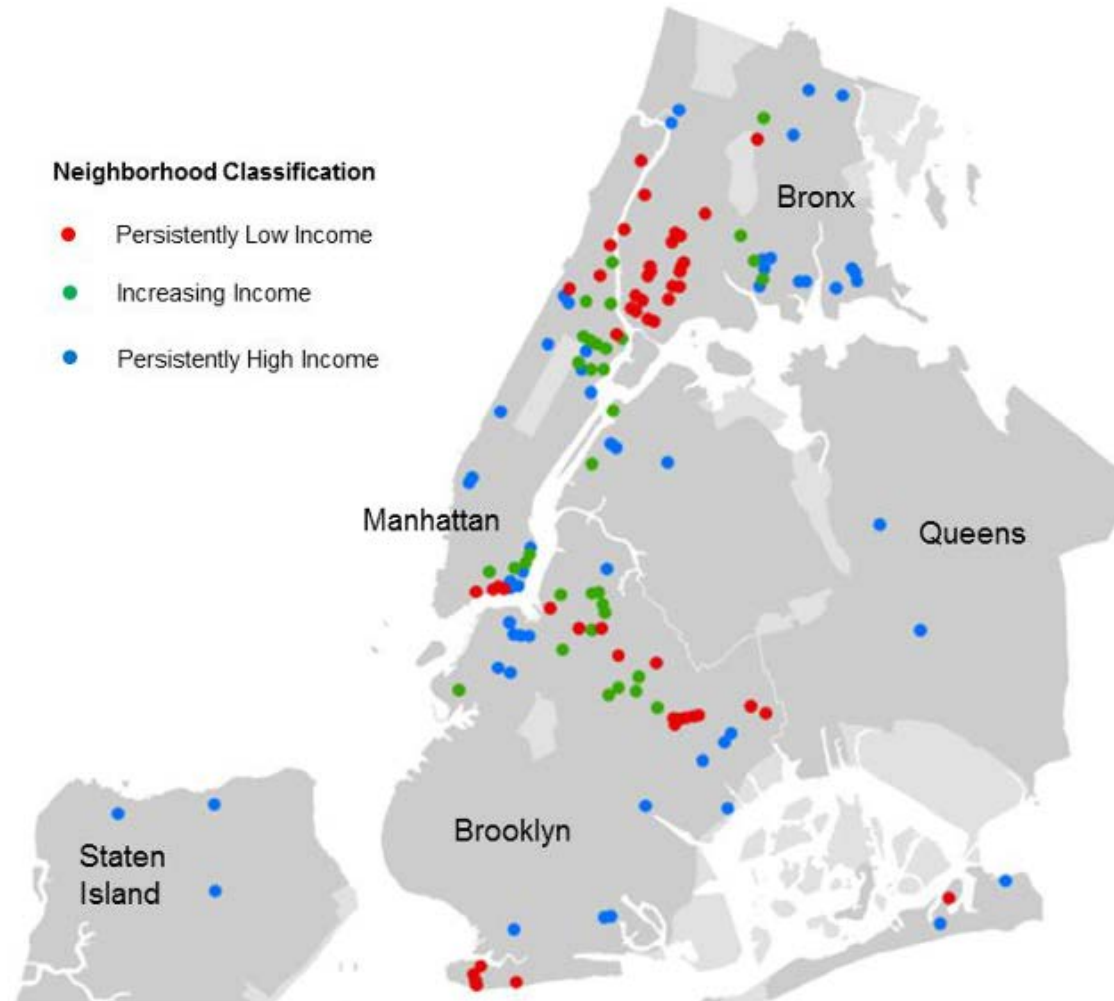 Neighborhood Classification
Persistently Low Income
Increasing Income
Persistently High Income
Bronx
Manhattan
Queens
Brooklyn
Staten
Island